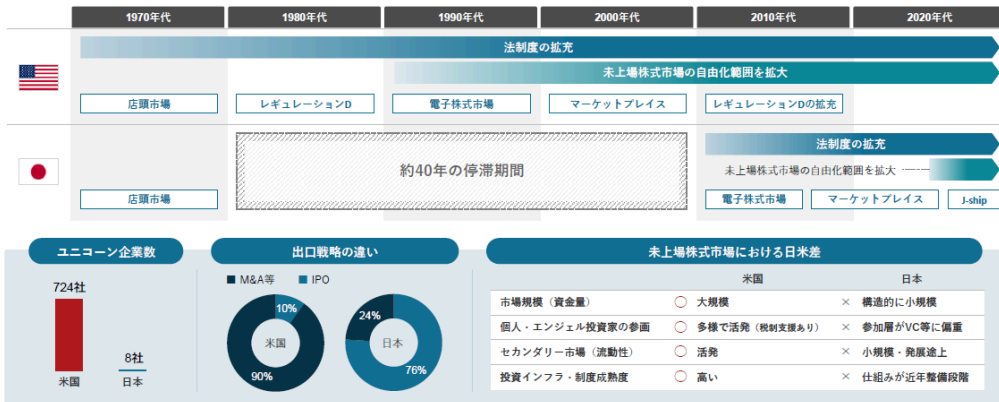 1970年代
1980年代
1990年代
2000年代
2010年代
2020年代
法制度の拡充
未上場株式市場の自由化範囲を拡大
店頭市場
レギュレーションD
電子株式市場
マーケットプレイス
レギュレーションDの拡充
約40年の停滞期間
法制度の拡充
未上場株式市場の自由化範囲を拡大
店頭市場
電子株式市場
マーケットプレイス
J-ship
ユニコーン企業数
724社
8社
米国
日本
出口戦略の違い
M&A等
IPO
10%
米国
90%
24%
日本
76%
未上場株式市場における日米差
米国 日本
市場規模（資金量） ○ 大規模 × 構造的に小規模
個人・エンジェル投資家の参画 ○ 多様で活発（税制支援あり） × 参加層がVC等に偏重
セカンダリー市場（流動性） ○ 活発 × 小規模・発展途上
投資インフラ・制度成熟度 ○ 高い × 仕組みが近年整備段階